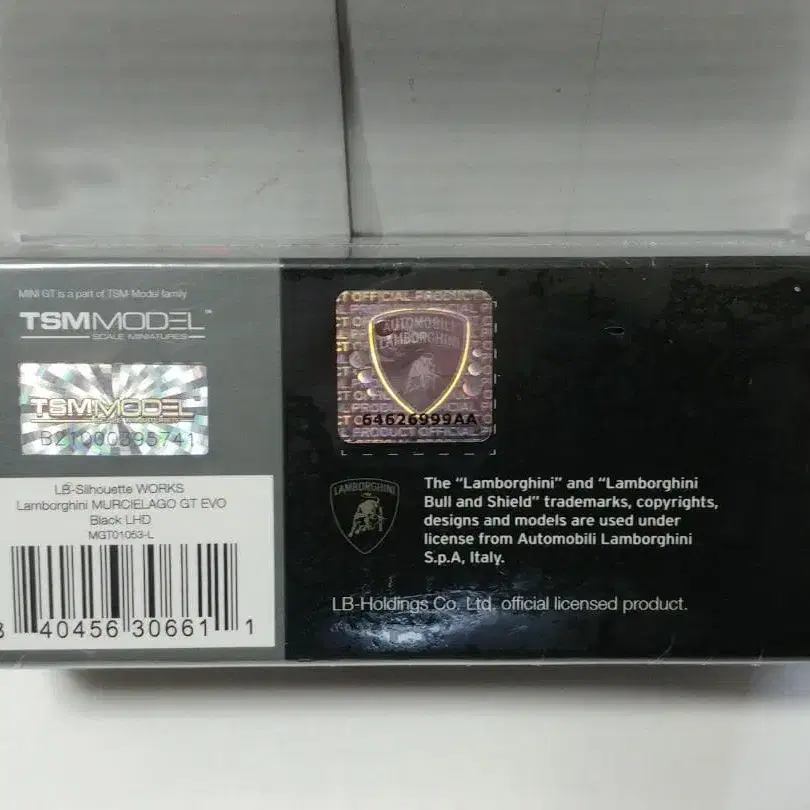 MINI GT is a part of TSM-Model family
TSMMODEL™
SCALE MINIATURES
TSMMODEL
B21000395741
LB-Silhouette WORKS
Lamborghini MURCIELAGO GT EVO
Black LHD
MGT01053-L
40456 30661 1
T OFFICIAL PRODUCT
AUTOMOBILI
LAMBORGHINI
64626999AA
PRODUCT OFFICIAL
LAMBORGHINI
The “Lamborghini” and “Lamborghini
Bull and Shield” trademarks, copyrights,
designs and models are used under
license from Automobili Lamborghini
S.p.A, Italy.
LB-Holdings Co. Ltd. official licensed product.